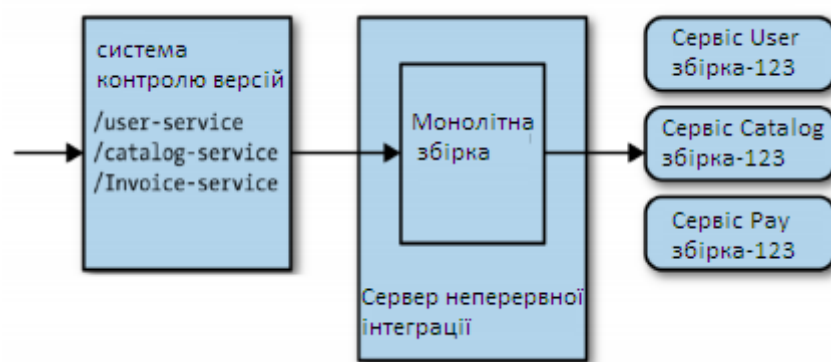 система
контролю версій
/user-service
/catalog-service
/Invoice-service
Монолітна
збірка
Сервер неперервної
інтеграції
Сервіс User
збірка-123
Сервіс Catalog
збірка-123
Сервіс Pay
збірка-123